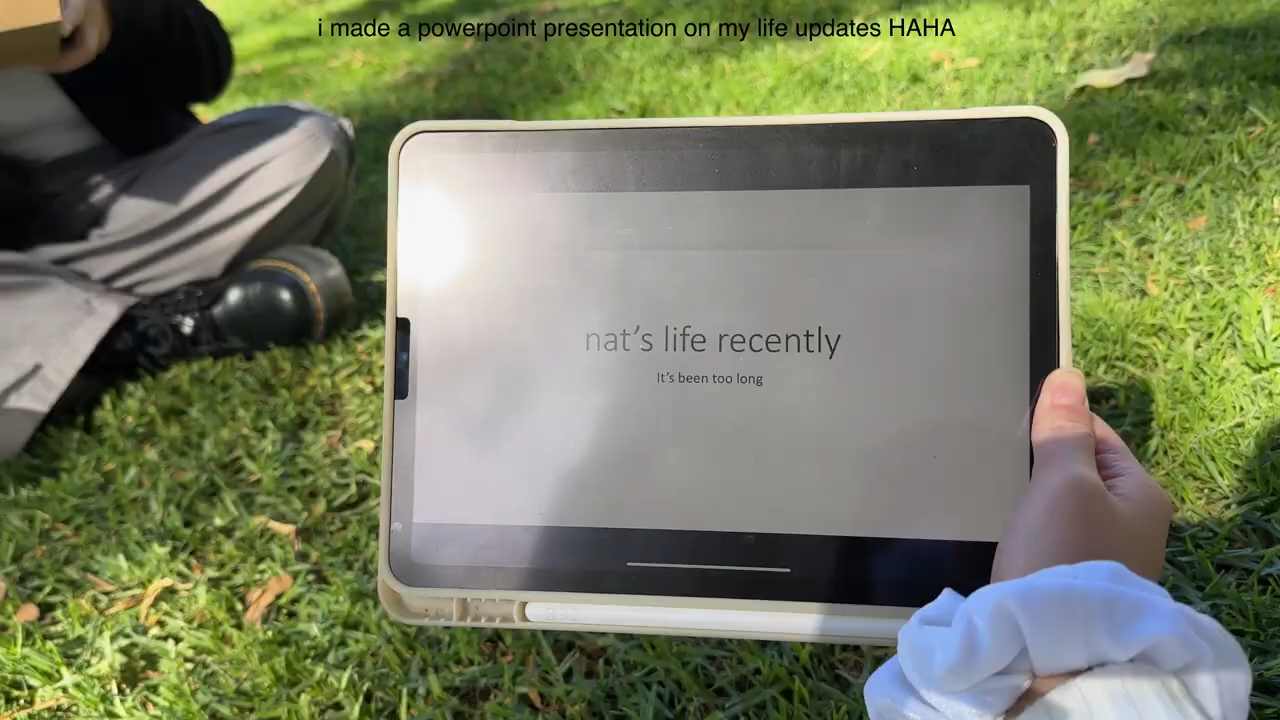 i made a powerpoint presentation on my life updates HAHA
nat's life recently
It's been too long